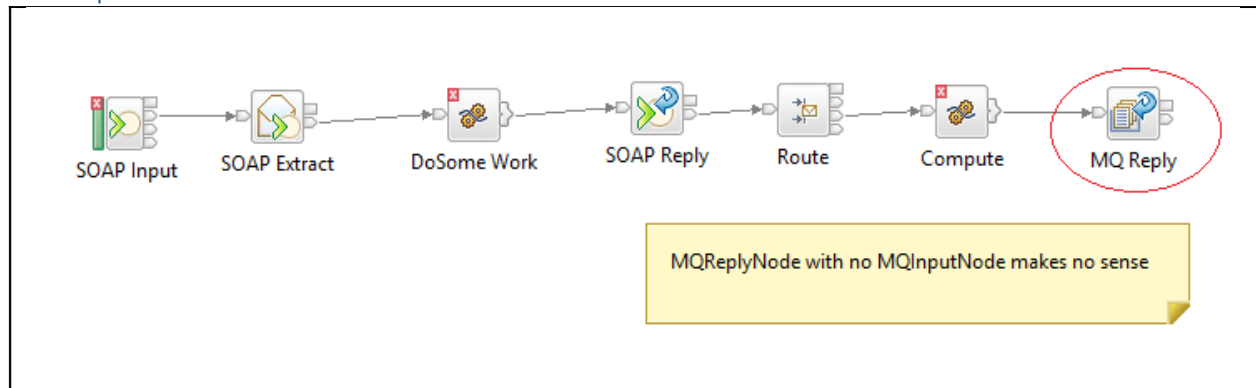 SOAP Input
SOAP Extract
DoSome Work
SOAP Reply
Route
Compute
MQ Reply
MQReplyNode with no MQInputNode makes no sense